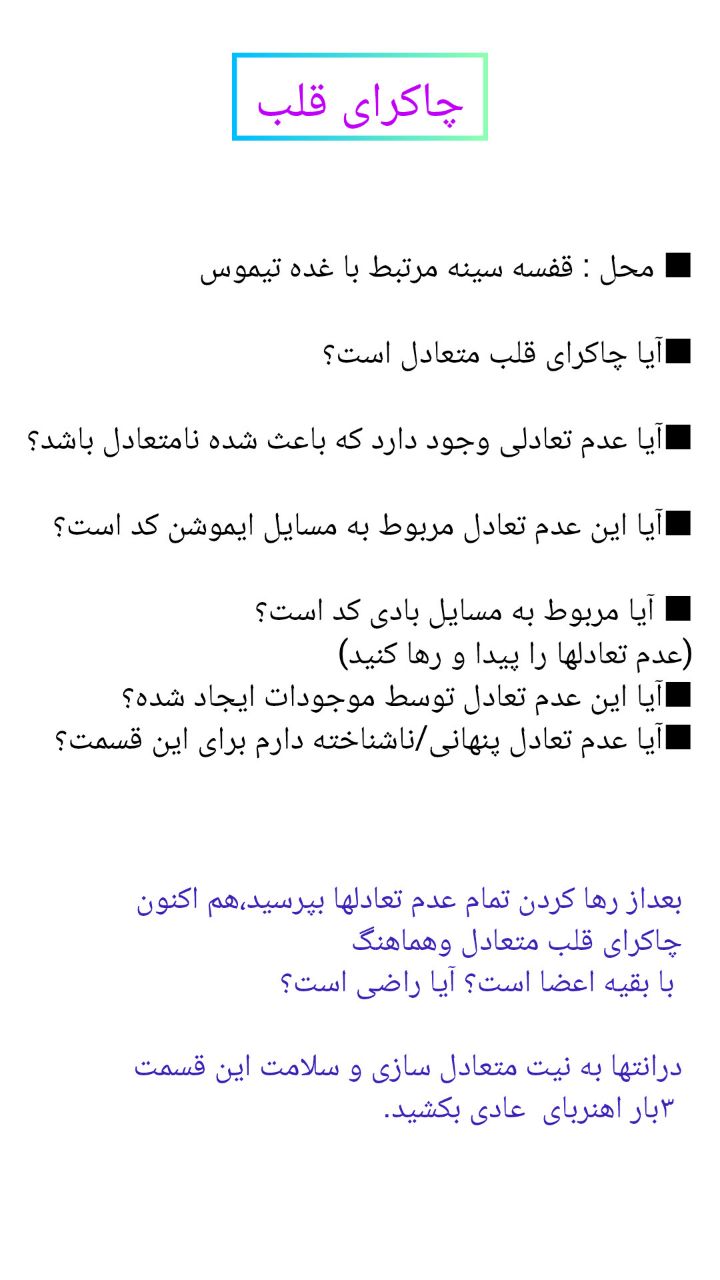 چاکرای قلب
■ محل : قفسه سینه مرتبط با غده تیموس
■آیا چاکرای قلب متعادل است؟
■آیا عدم تعادلی وجود دارد که باعث شده نامتعادل باشد؟
■آیا این عدم تعادل مربوط به مسایل ایموشن کد است؟
■ آیا مربوط به مسایل بادی کد است؟
(عدم تعادلها را پیدا و رها کنید)
■آیا این عدم تعادل توسط موجودات ایجاد شده؟
■آیا عدم تعادل پنهانی/ناشناخته دارم برای این قسمت؟
بعداز رها کردن تمام عدم تعادلها بپرسید،هم اکنون
چاکرای قلب متعادل وهماهنگ
با بقیه اعضا است؟ آیا راضی است؟
درانتها به نیت متعادل سازی و سلامت این قسمت
۳بار اهنربای عادی بکشید.